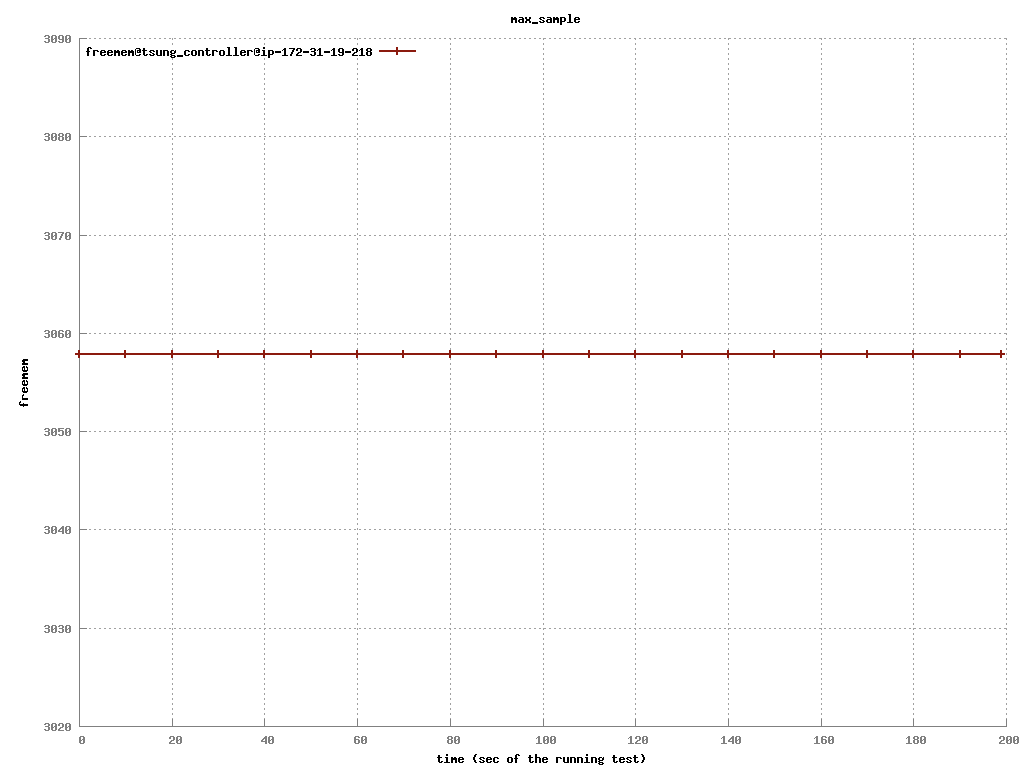 max_sample
freemem@tsung_controller@ip-172-31-19-218
3090
3080
3070
3060
3050
3040
3030
3020
freemem
0 20 40 60 80 100 120 140 160 180 200
time (sec of the running test)